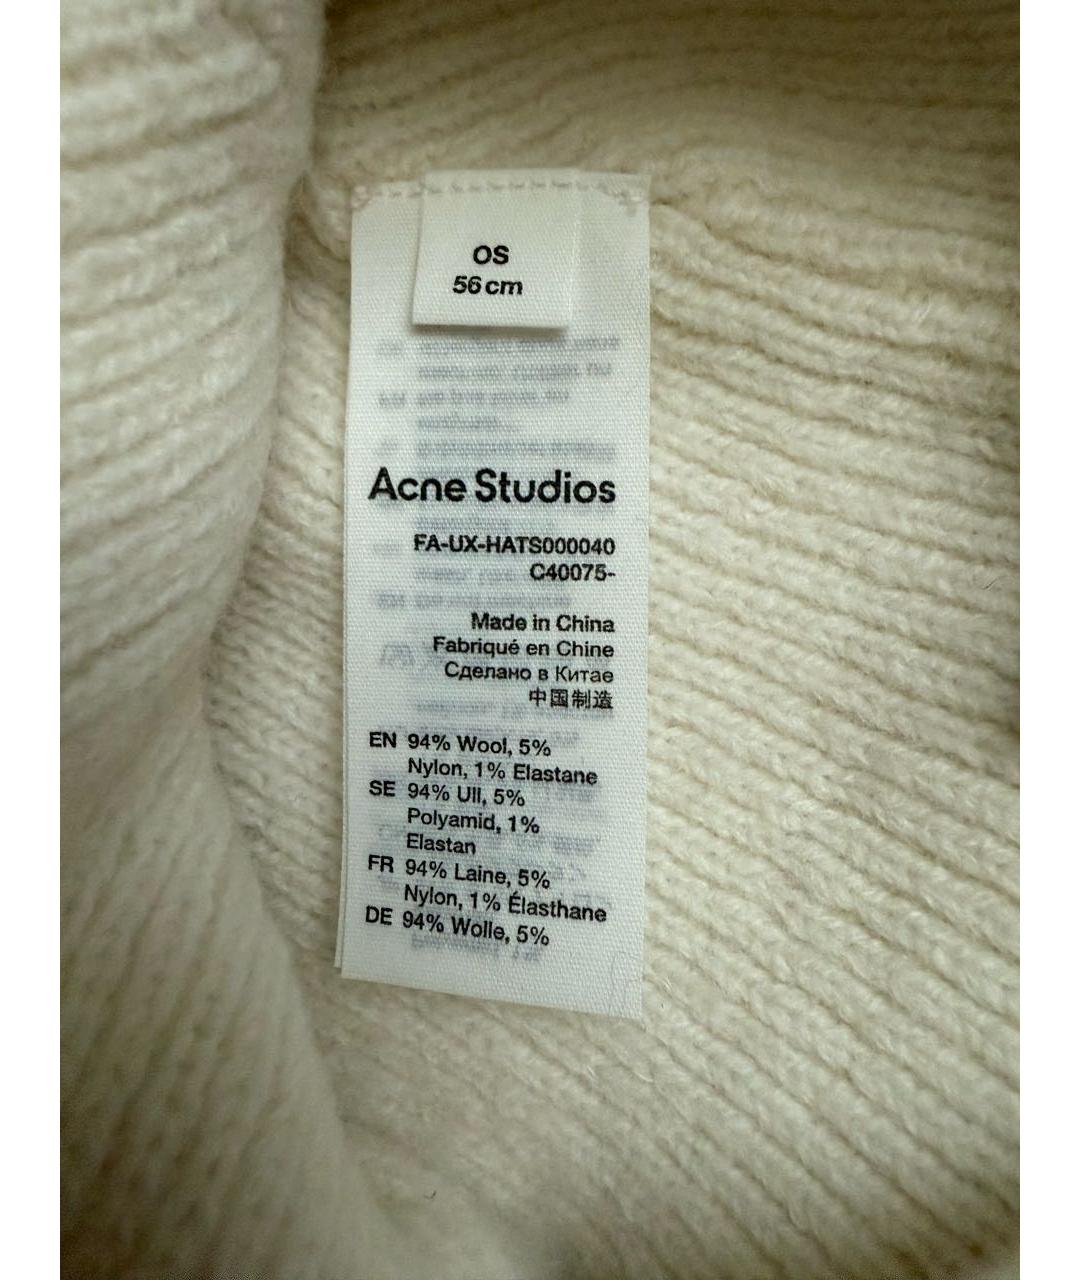 OS
56 cm
Acne Studios
FA-UX-HATS000040
C40075-
Made in China
Fabriqué en Chine
Сделано в Китае
中国制造
EN 94% Wool, 5%
Nylon, 1% Elastane
SE 94% Ull, 5%
Polyamid, 1%
Elastan
FR 94% Laine, 5%
Nylon, 1% Élasthane
DE 94% Wolle, 5%